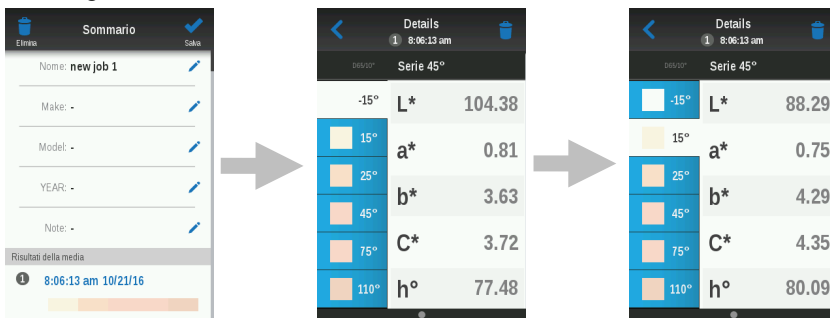 Sommario
Elimina
Salva
Nome: new job 1
Make: -
Model: -
YEAR: -
Note: -
Risultati della media
1 8:06:13 am 10/21/16
Details
1 8:06:13 am
D65/10° Serie 45°
-15° L* 104.38
15° a* 0.81
25° b* 3.63
45°
75° C* 3.72
110° h° 77.48
Details
1 8:06:13 am
D65/10° Serie 45°
-15° L* 88.29
15° a* 0.75
25° b* 4.29
45°
75° C* 4.35
110° h° 80.09